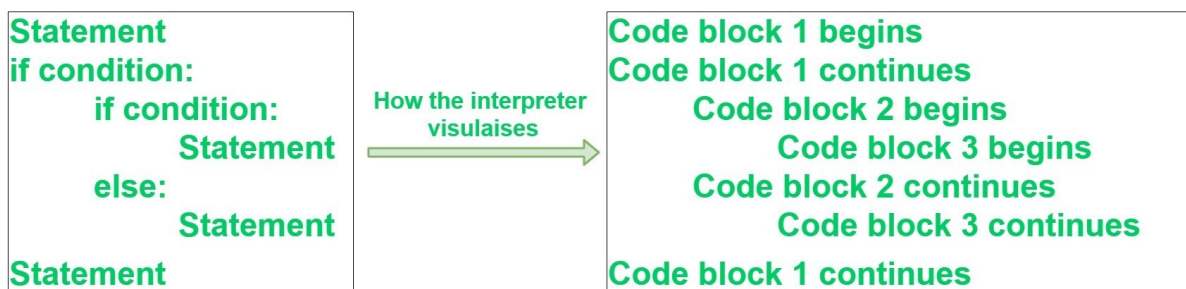 Statement
if condition:
if condition:
Statement
else:
Statement
Statement
How the interpreter
visulaises
Code block 1 begins
Code block 1 continues
Code block 2 begins
Code block 3 begins
Code block 2 continues
Code block 3 continues
Code block 1 continues